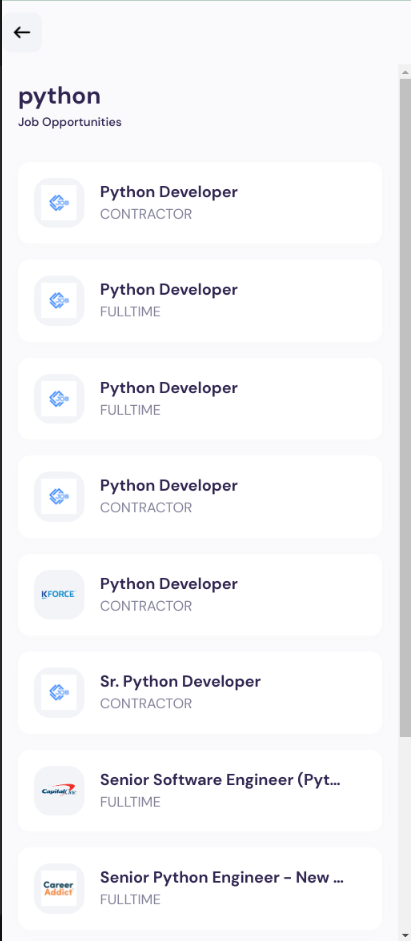 python
Job Opportunities
Python Developer
CONTRACTOR
Python Developer
FULLTIME
Python Developer
FULLTIME
Python Developer
CONTRACTOR
KFORCE
Python Developer
CONTRACTOR
Sr. Python Developer
CONTRACTOR
Capital One
Senior Software Engineer (Pyt...
FULLTIME
Career
Addict
Senior Python Engineer - New ...
FULLTIME